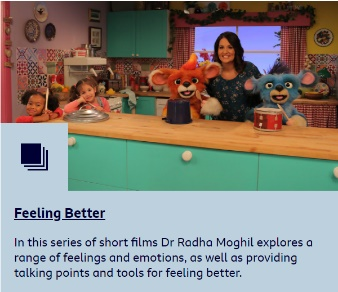 Feeling Better
In this series of short films Dr Radha Moghil explores a
range of feelings and emotions, as well as providing
talking points and tools for feeling better.